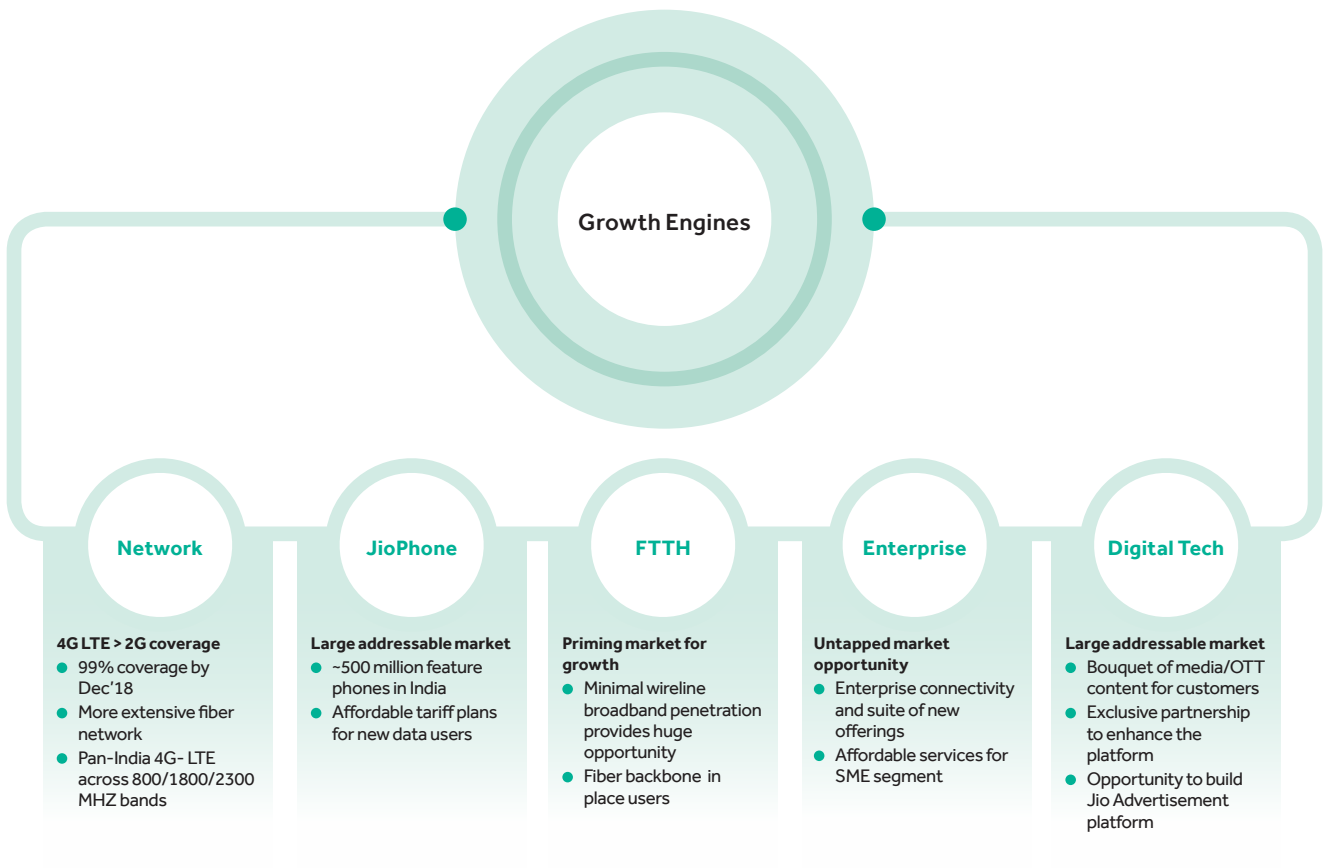 Growth Engines
Network
4G LTE > 2G coverage
99% coverage by
Dec'18
More extensive fiber
network
Pan-India 4G- LTE
across 800/1800/2300
MHZ bands
JioPhone
Large addressable market
~500 million feature
phones in India
Affordable tariff plans
for new data users
FTTH
Priming market for
growth
Minimal wireline
broadband penetration
provides huge
opportunity
Fiber backbone in
place users
Enterprise
Untapped market
opportunity
Enterprise connectivity
and suite of new
offerings
Affordable services for
SME segment
Digital Tech
Large addressable market
Bouquet of media/OTT
content for customers
Exclusive partnership
to enhance the
platform
Opportunity to build
Jio Advertisement
platform